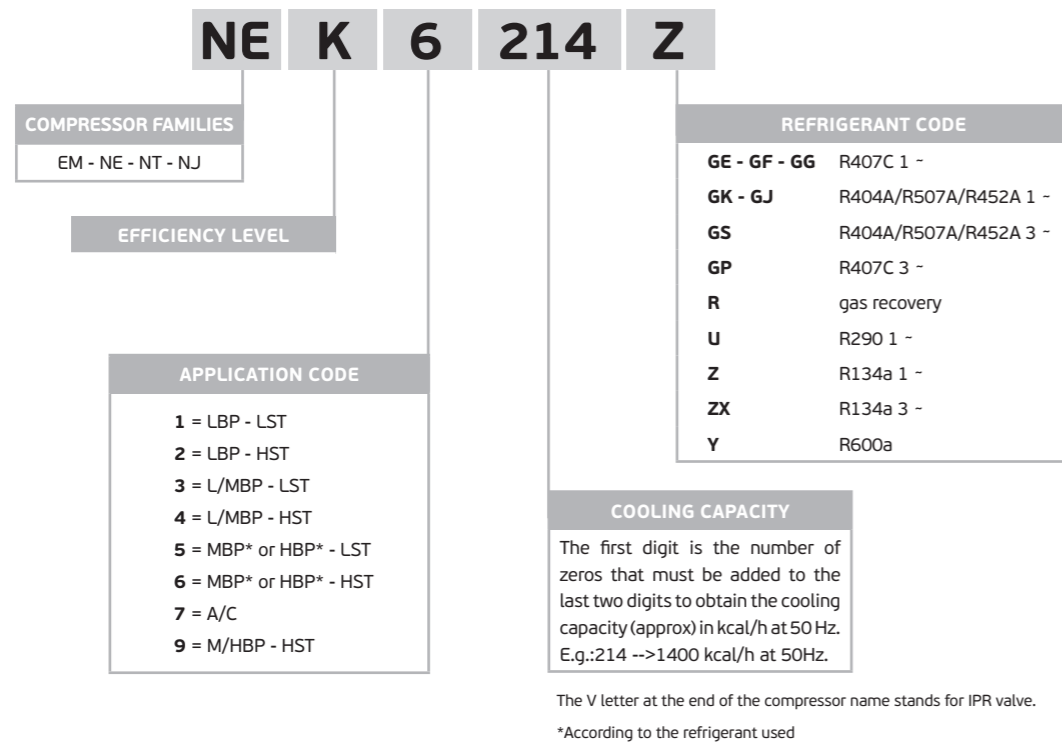 NE K 6 214 Z
COMPRESSOR FAMILIES
EM - NE - NT - NJ
EFFICIENCY LEVEL
APPLICATION CODE
1 = LBP - LST
2 = LBP - HST
3 = L/MBP - LST
4 = L/MBP - HST
5 = MBP* or HBP* - LST
6 = MBP* or HBP* - HST
7 = A/C
9 = M/HBP - HST
REFRIGERANT CODE
GE - GF - GG R407C 1 ~
GK - GJ R404A/R507A/R452A 1 ~
GS R404A/R507A/R452A 3 ~
GP R407C 3 ~
R gas recovery
U R290 1 ~
Z R134a 1 ~
ZX R134a 3 ~
Y R600a
COOLING CAPACITY
The first digit is the number of
zeros that must be added to the
last two digits to obtain the cooling
capacity (approx) in kcal/h at 50 Hz.
E.g.:214 -->1400 kcal/h at 50Hz.
The V letter at the end of the compressor name stands for IPR valve.
*According to the refrigerant used